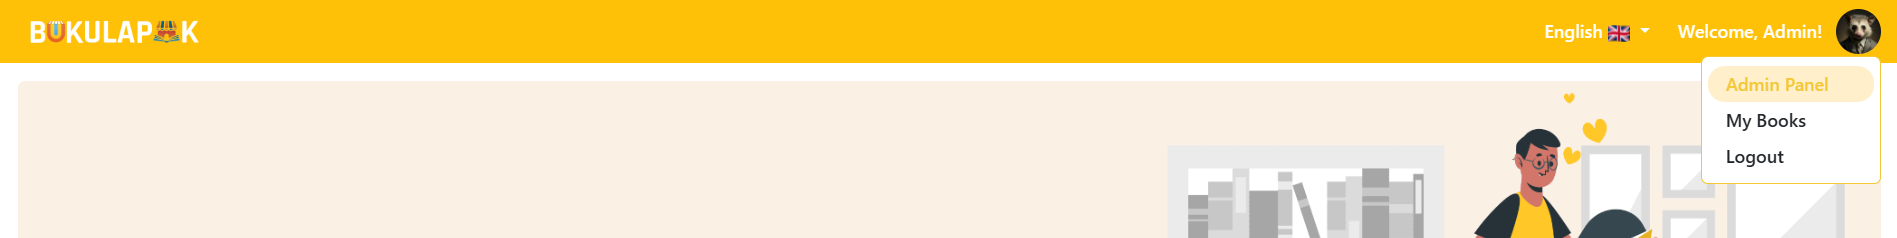 BUKULAPAK
English
Welcome, Admin!
Admin Panel
My Books
Logout